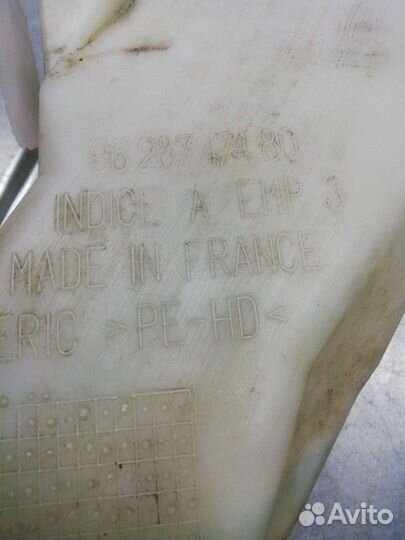 96 287 474 80
INDICE A EMP 3
MADE IN FRANCE
ERIC >PE-HD<
Avito